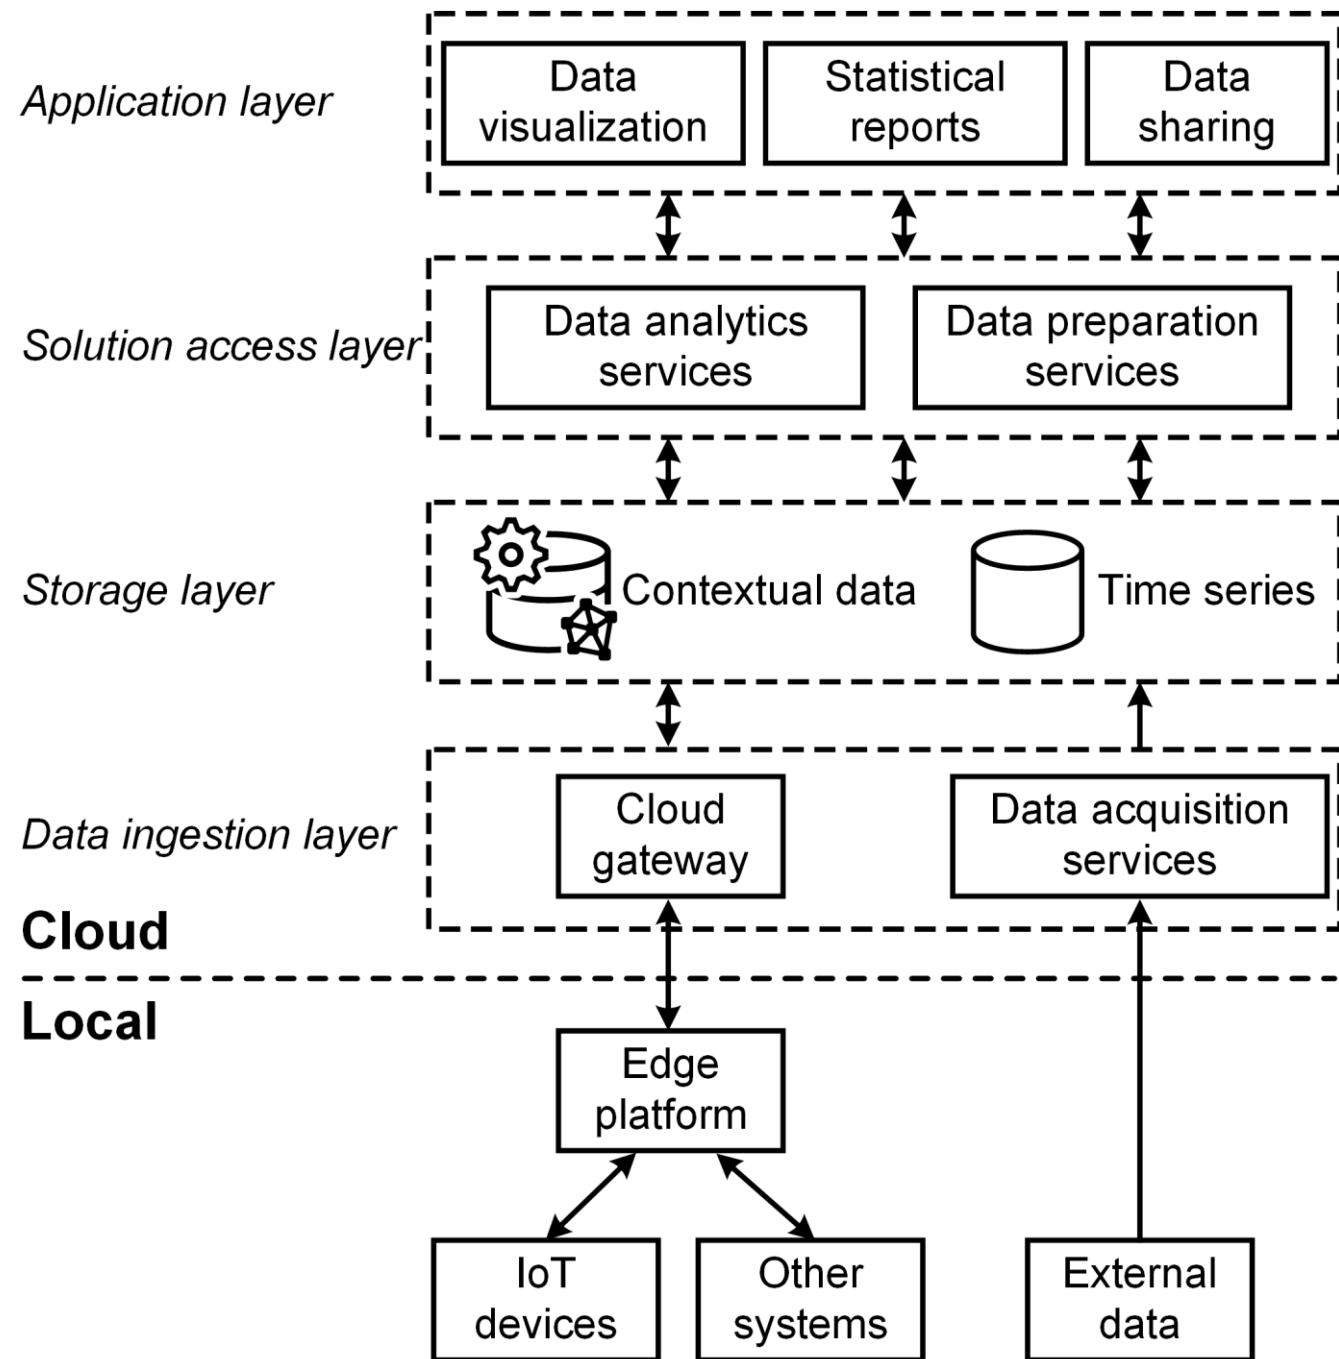 Application layer
Data
visualization
Statistical
reports
Data
sharing
Solution access layer
Data analytics
services
Data preparation
services
Storage layer
Contextual data
Time series
Data ingestion layer
Cloud
gateway
Data acquisition
services
Cloud
Local
Edge
platform
IoT
devices
Other
systems
External
data